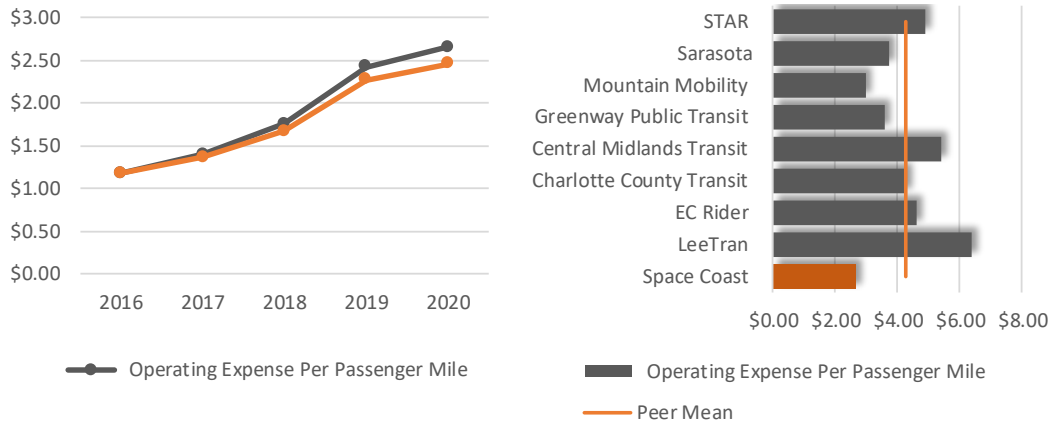 $3.00
$2.50
$2.00
$1.50
$1.00
$0.50
$0.00
2016 2017 2018 2019 2020
Operating Expense Per Passenger Mile
STAR
Sarasota
Mountain Mobility
Greenway Public Transit
Central Midlands Transit
Charlotte County Transit
EC Rider
LeeTran
Space Coast
$0.00 $2.00 $4.00 $6.00 $8.00
Operating Expense Per Passenger Mile
Peer Mean